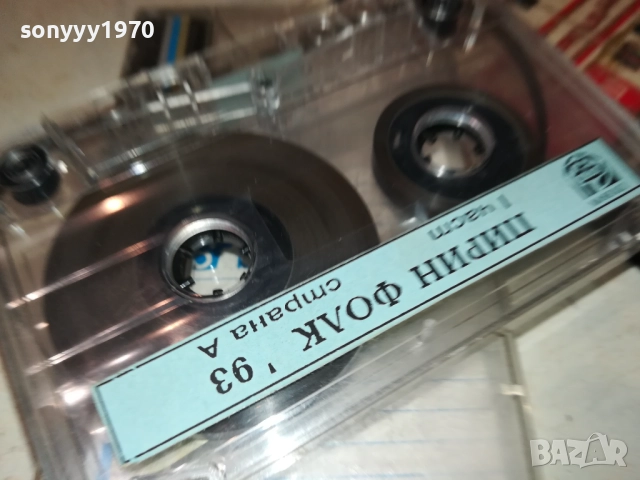 sonyyy1970
ПИРИН ФОЛК '93
I част
страна А
BAZAR